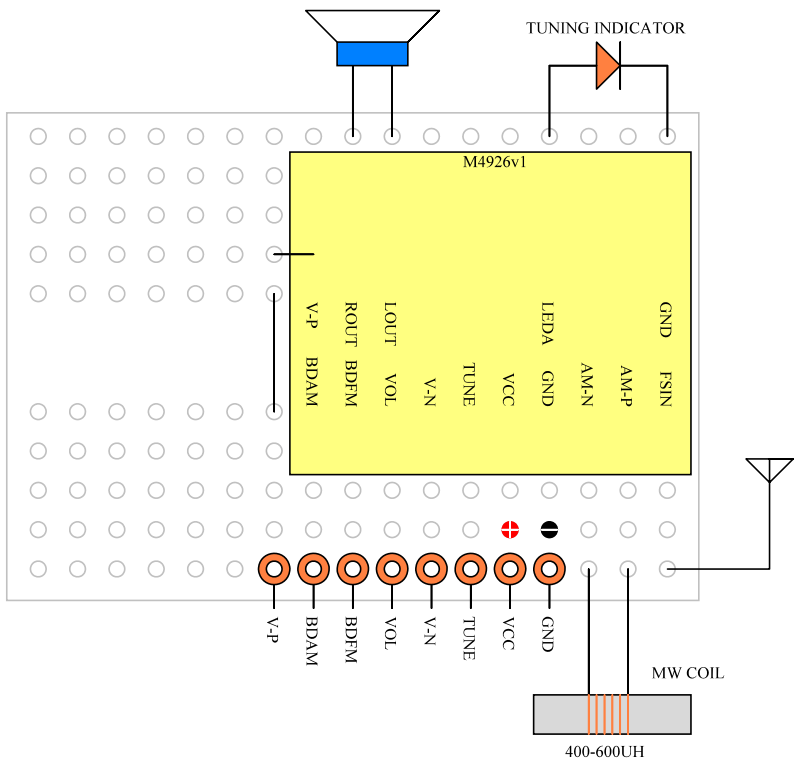 TUNING INDICATOR
M4926v1
V-P
ROUT
LOUT
LEDA
GND
BDAM
BDFM
VOL
V-N
TUNE
VCC
GND
AM-N
AM-P
FSIN
V-P
BDAM
BDFM
VOL
V-N
TUNE
VCC
GND
MW COIL
400-600UH